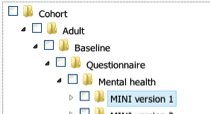 Cohort
Adult
Baseline
Questionnaire
Mental health
MINI version 1